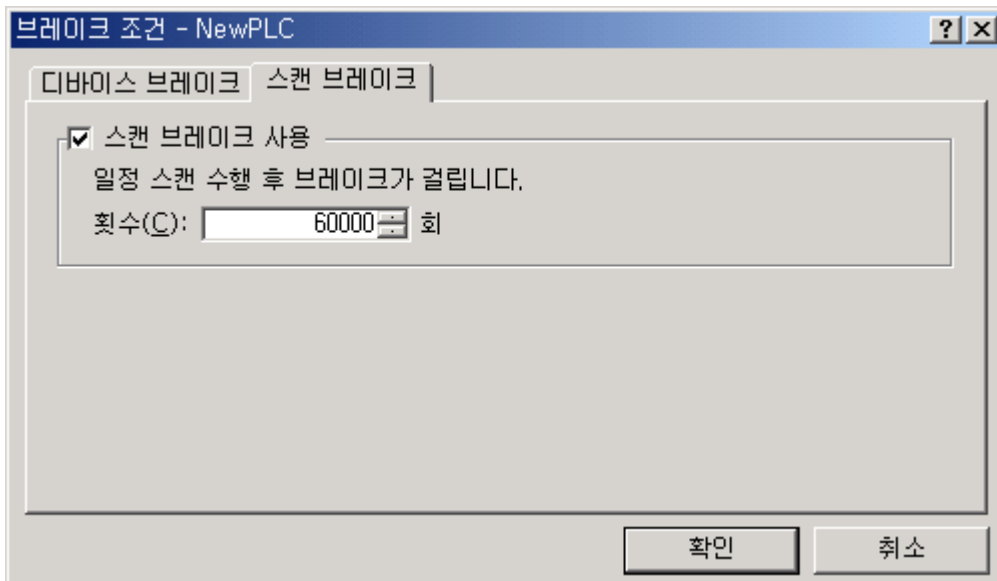 브레이크 조건 - NewPLC
디바이스 브레이크 스캔 브레이크
스캔 브레이크 사용
일정 스캔 수행 후 브레이크가 걸립니다.
횟수(C): 60000 회
확인 취소